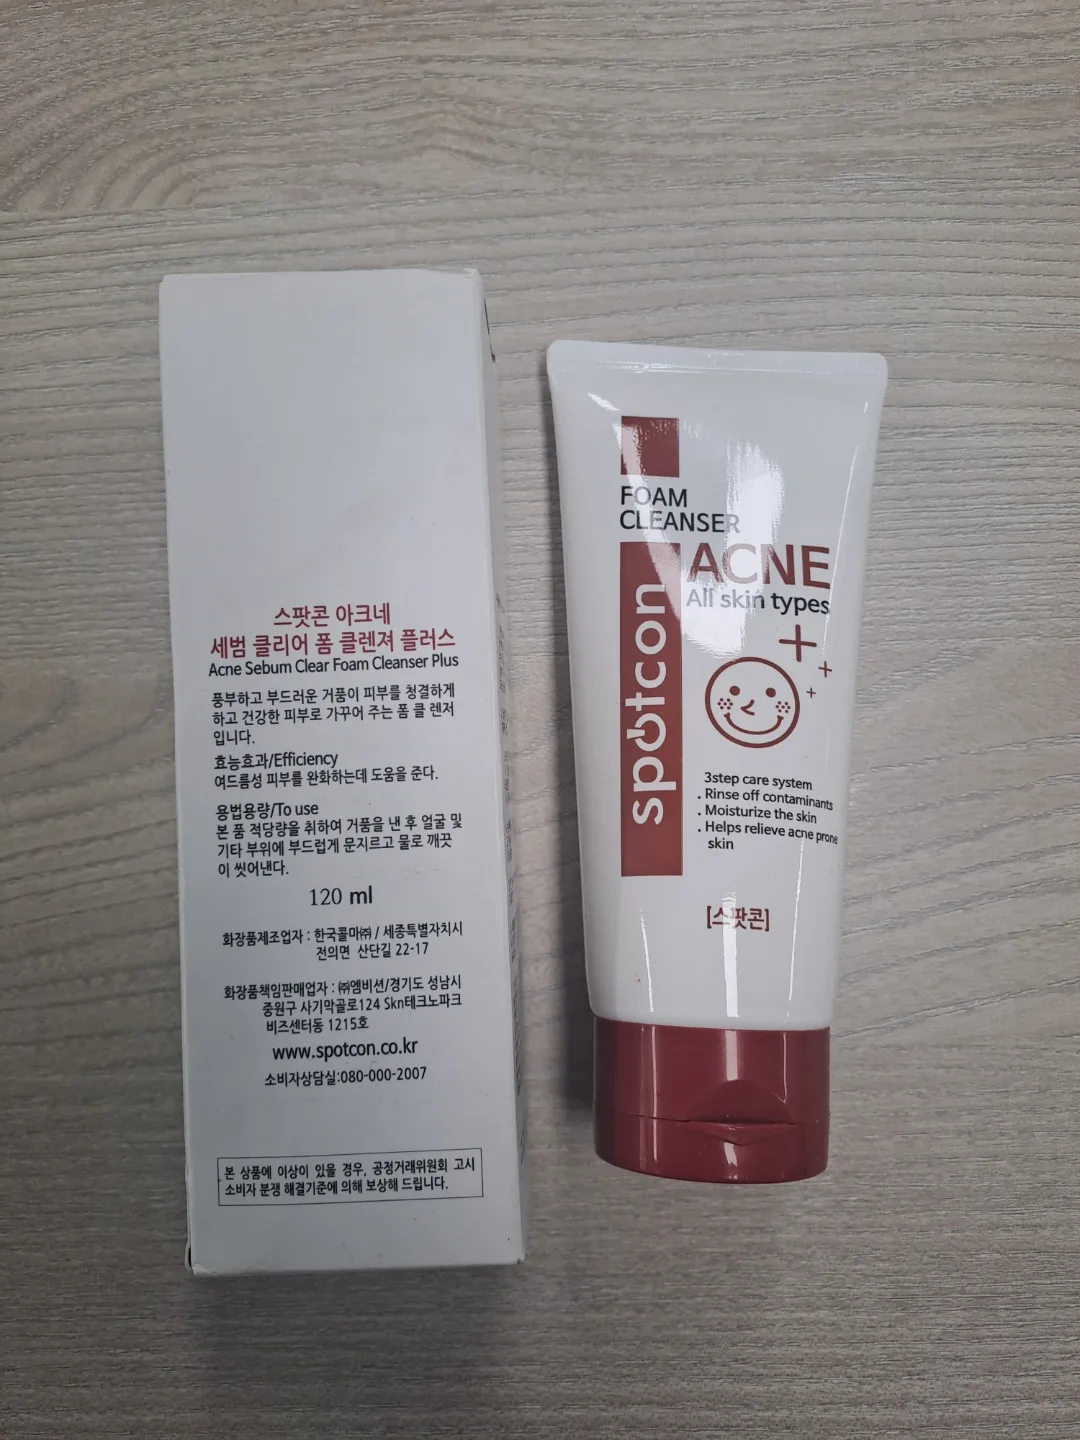 스팟콘 아크네
세범 클리어 폼 클렌져 플러스
Acne Sebum Clear Foam Cleanser Plus
풍부하고 부드러운 거품이 피부를 청결하게
하고 건강한 피부로 가꾸어 주는 폼 클 렌저
입니다.
효능효과/Efficiency
여드름성 피부를 완화하는데 도움을 준다.
용법용량/To use
본 품 적당량을 취하여 거품을 낸 후 얼굴 및
기타 부위에 부드럽게 문지르고 물로 깨끗
이 씻어낸다.
120 ml
화장품제조업자 : 한국콜마㈜ / 세종특별자치시
전의면 산단길 22-17
화장품책임판매업자 : ㈜엠비션/경기도 성남시
중원구 사기막골로124 Skn테크노파크
비즈센터동 1215호
www.spotcon.co.kr
소비자상담실:080-000-2007
본 상품에 이상이 있을 경우, 공정거래위원회 고시
소비자 분쟁 해결기준에 의해 보상해 드립니다.
FOAM
CLEANSER
ACNE
All skin types
spotcon
3step care system
. Rinse off contaminants
. Moisturize the skin
. Helps relieve acne prone
skin
[스팟콘]